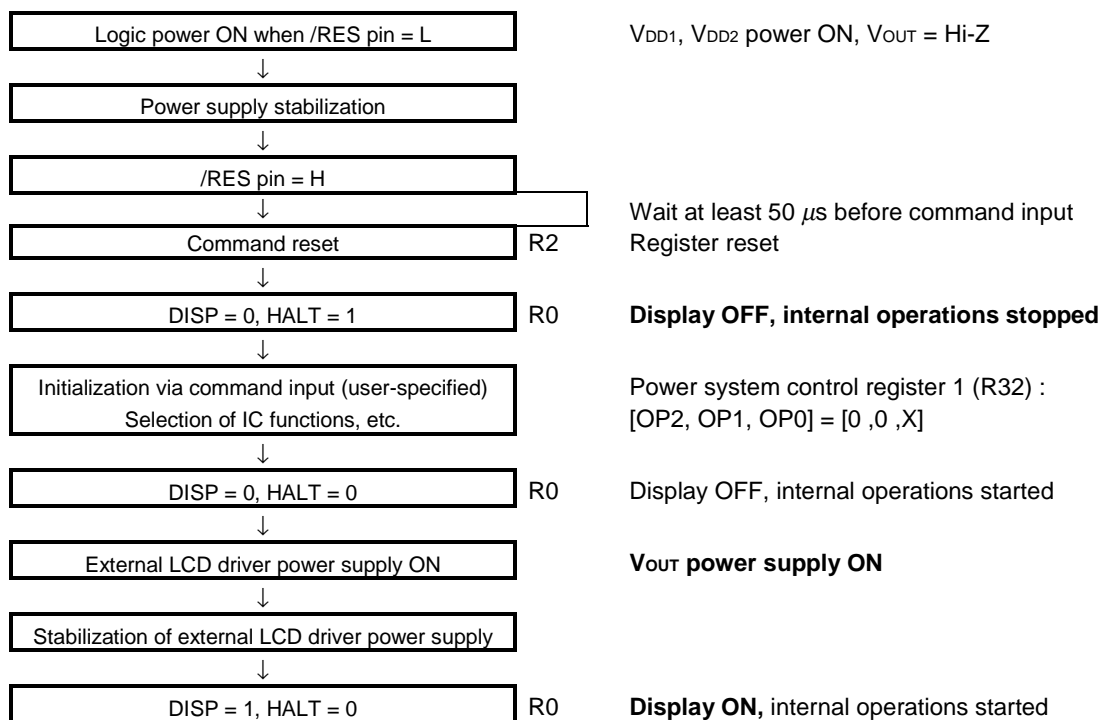 Logic power ON when /RES pin = L VDD1, VDD2 power ON, VOUT = Hi-Z
↓
Power supply stabilization
↓
/RES pin = H
↓ Wait at least 50 μs before command input
Command reset R2 Register reset
↓
DISP = 0, HALT = 1 R0 Display OFF, internal operations stopped
↓
Initialization via command input (user-specified) Power system control register 1 (R32) :
Selection of IC functions, etc. [OP2, OP1, OP0] = [0 ,0 ,X]
↓
DISP = 0, HALT = 0 R0 Display OFF, internal operations started
↓
External LCD driver power supply ON VOUT power supply ON
↓
Stabilization of external LCD driver power supply
↓
DISP = 1, HALT = 0 R0 Display ON, internal operations started